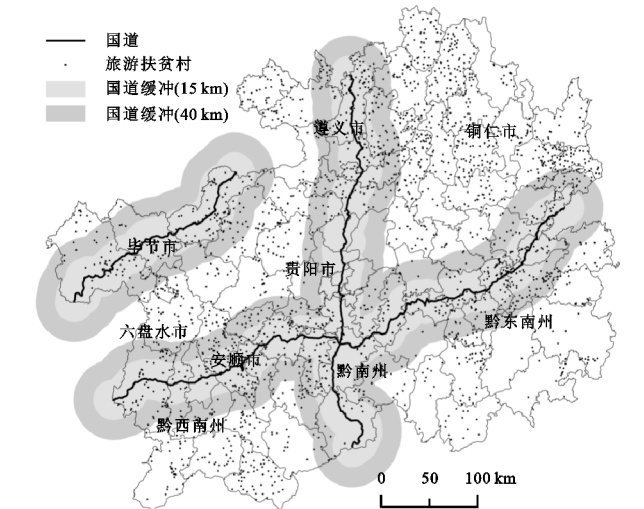 国道
旅游扶贫村
国道缓冲(15 km)
国道缓冲(40 km)
遵义市
铜仁市
毕节市
贵阳市
六盘水市
黔东南州
安顺市
黔南州
黔西南州
0 50 100 km